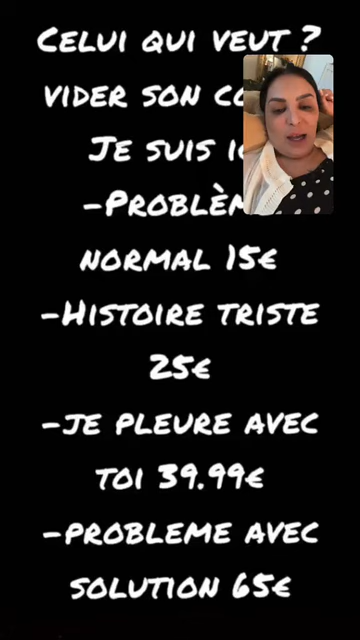 Celui qui veut ?
vider son
Je suis
-
normal 15€
-Histoire triste
25€
-je pleure avec
toi 39.99€
-probleme avec
solution 65€